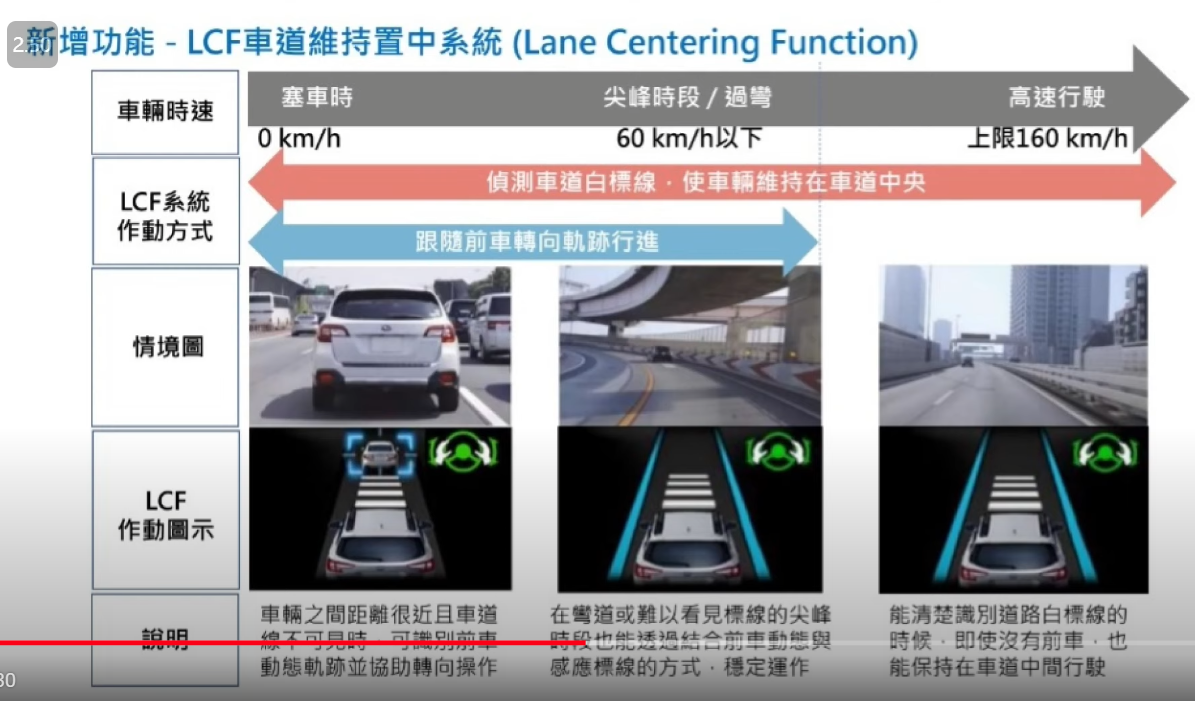 新增功能 - LCF車道維持置中系統 (Lane Centering Function)
車輛時速
塞車時
尖峰時段 / 過彎
高速行駛
0 km/h
60 km/h以下
上限160 km/h
LCF系統
作動方式
偵測車道白標線，使車輛維持在車道中央
跟隨前車轉向軌跡行進
情境圖
LCF
作動圖示
說明
車輛之間距離很近且車道
線不可見時，可識別前車
動態軌跡並協助轉向操作
在彎道或難以看見標線的尖峰
時段也能透過結合前車動態與
感應標線的方式，穩定運作
能清楚識別道路白標線的
時候，即使沒有前車，也
能保持在車道中間行駛